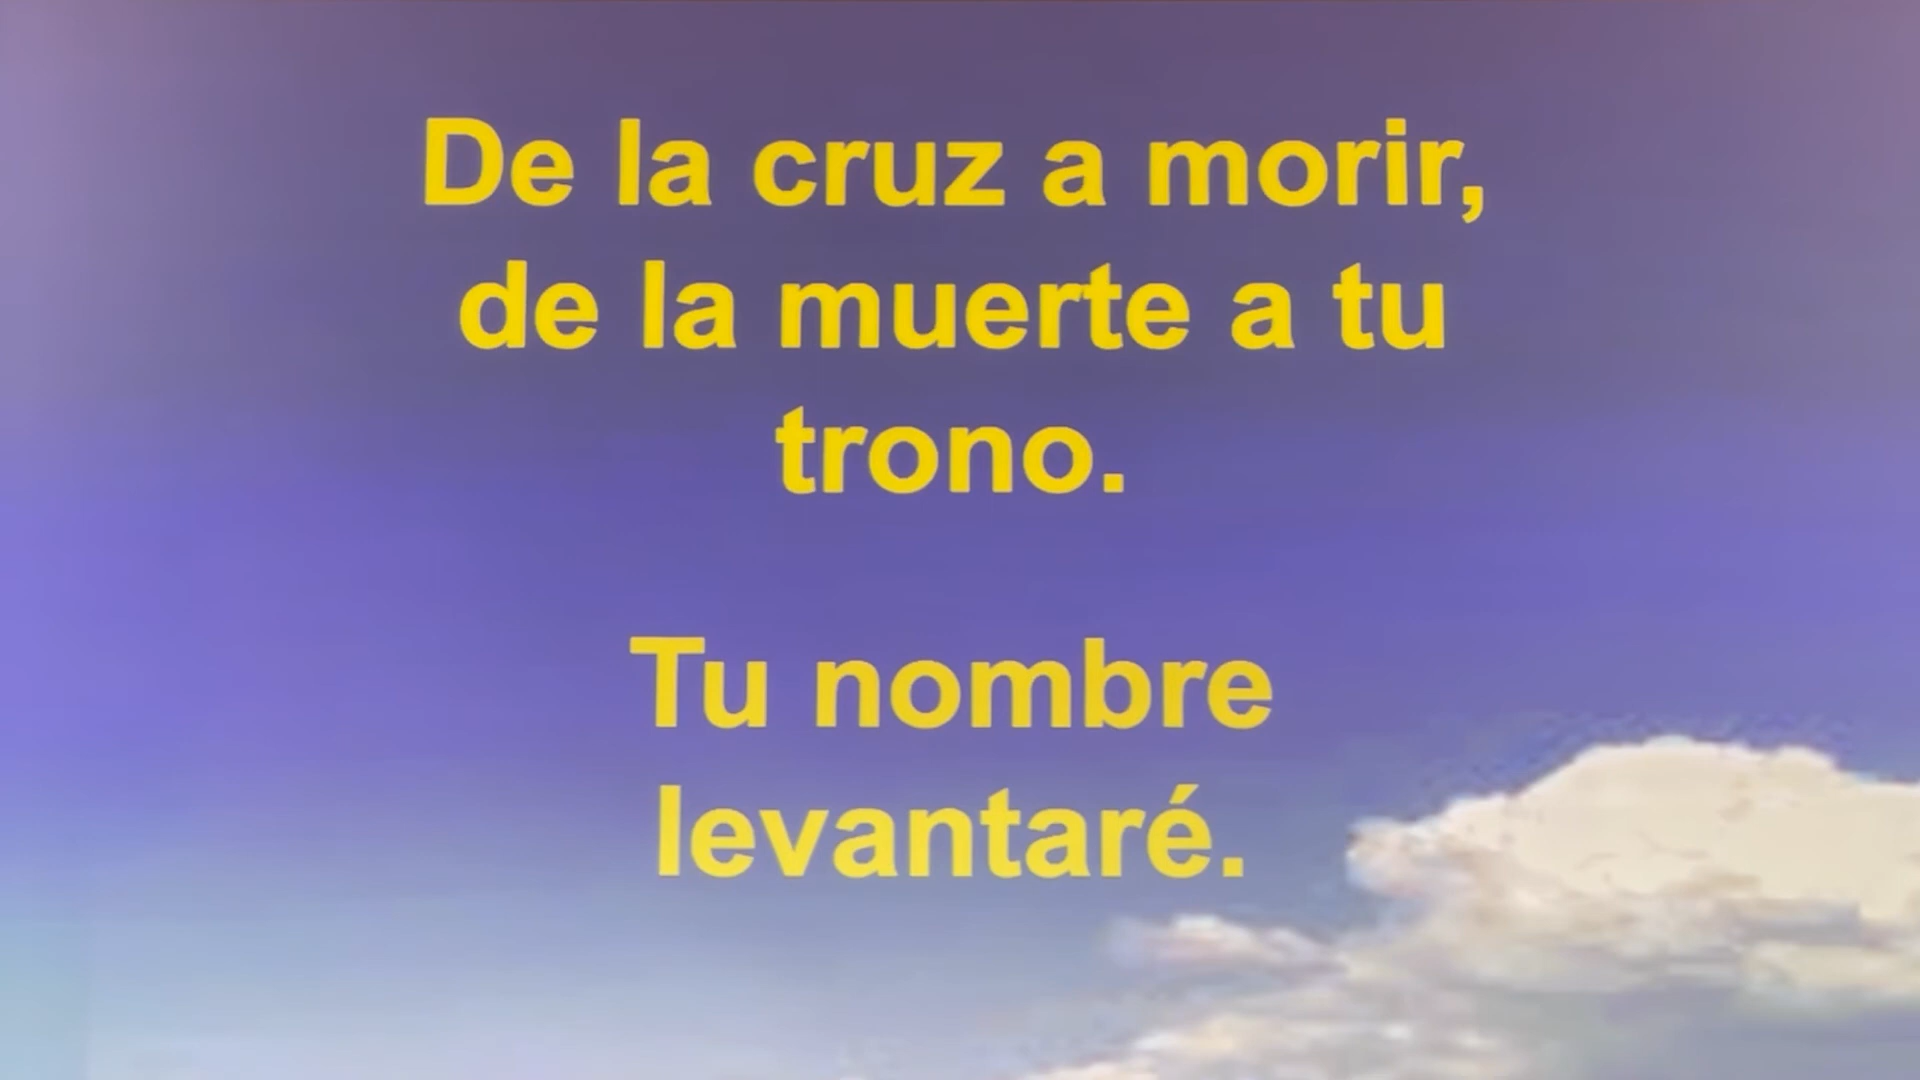 De la cruz a morir,
de la muerte a tu
trono.
Tu nombre
levantaré.